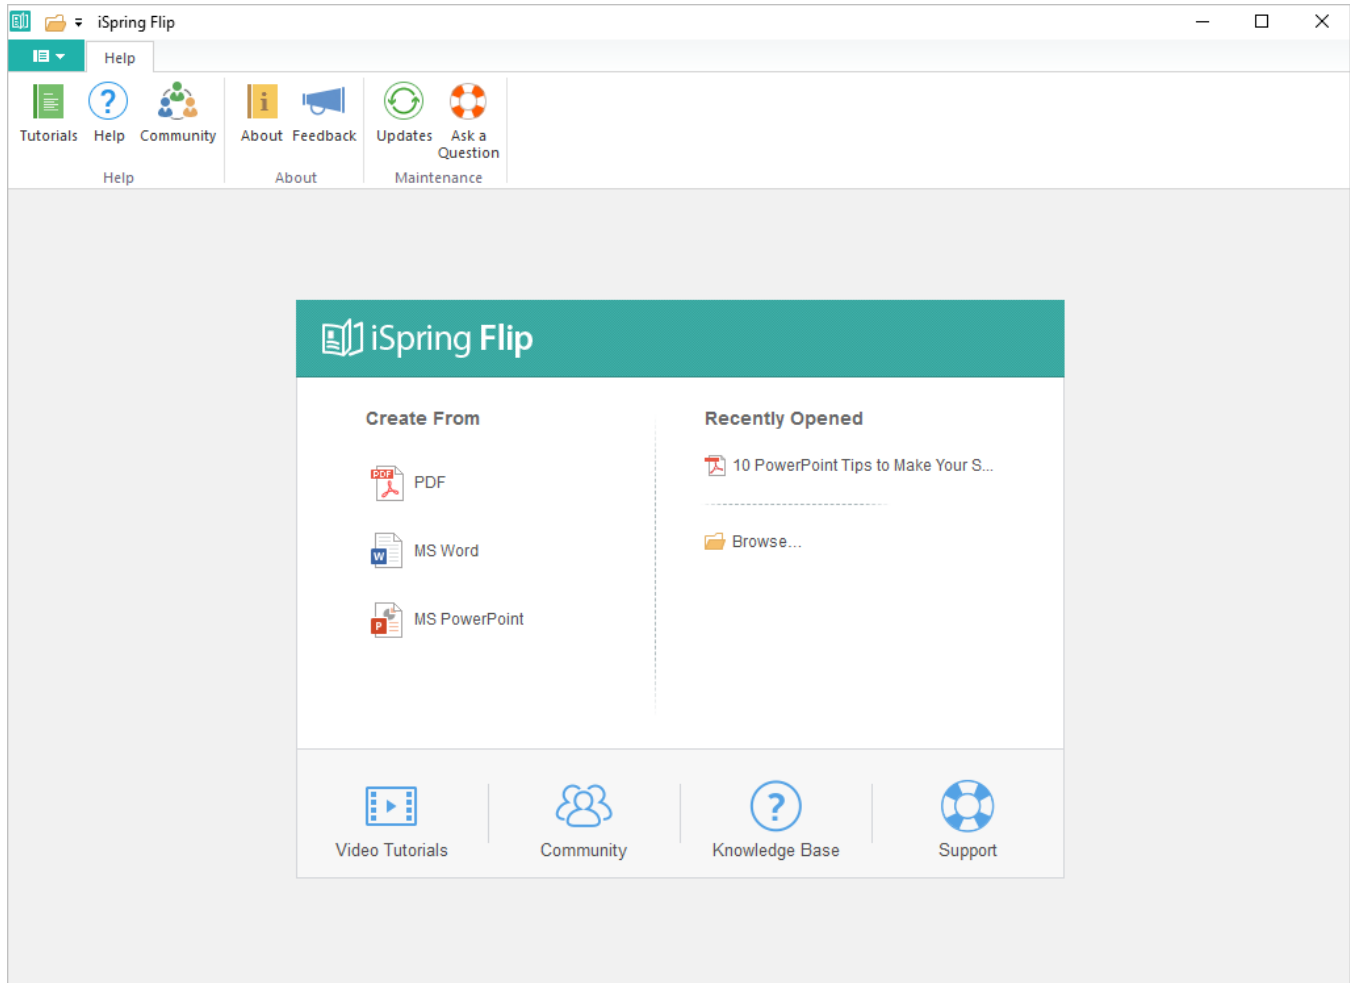 iSpring Flip
Help
Tutorials
Help
Community
About
Feedback
Updates
Ask a
Question
Help
About
Maintenance
iSpring Flip
Create From
PDF
MS Word
MS PowerPoint
Recently Opened
10 PowerPoint Tips to Make Your S...
Browse...
Video Tutorials
Community
Knowledge Base
Support